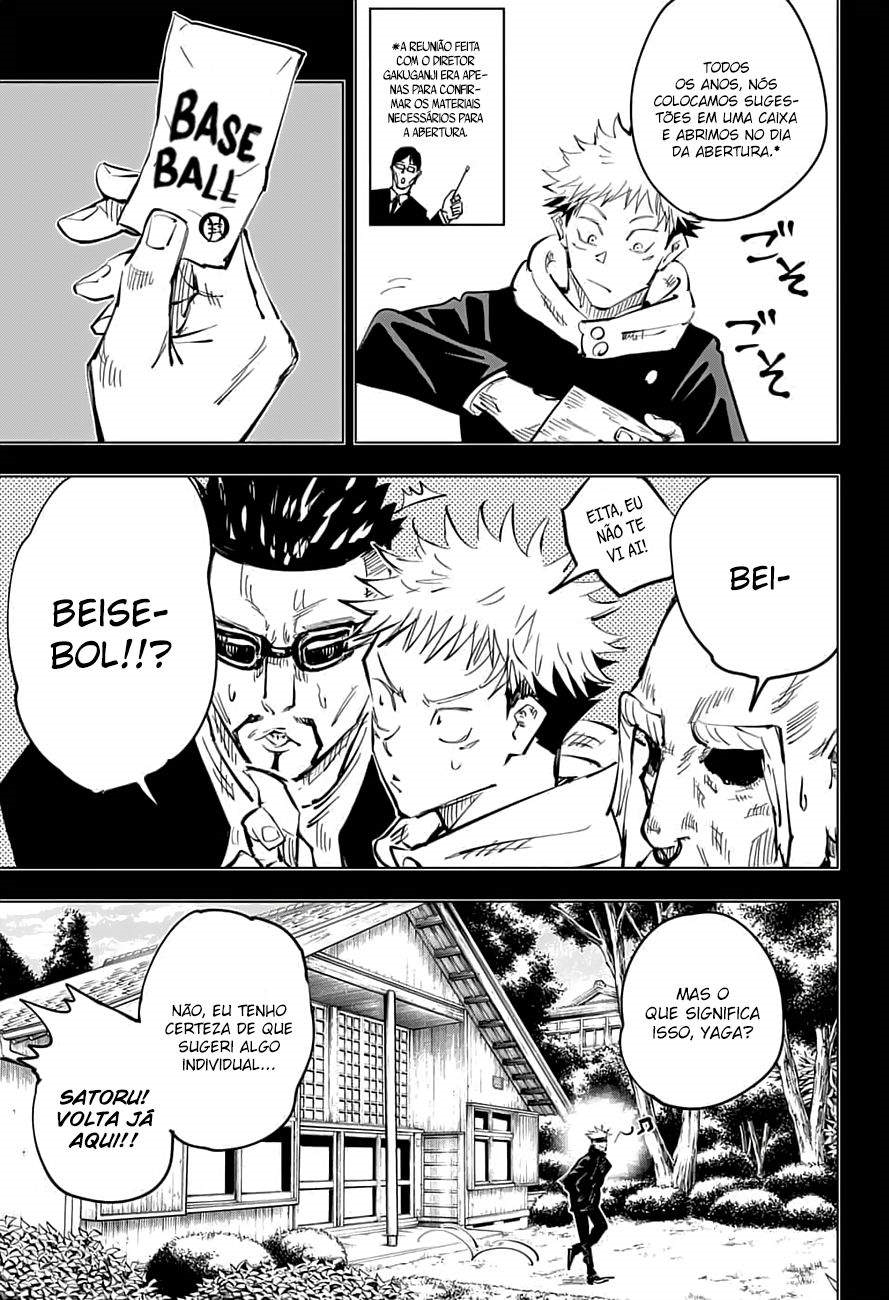 TODOS
OS ANOS, NÓS
COLOCAMOS SUGES-
TÕES EM UMA CAIXA
E ABRIMOS NO DIA
DA ABERTURA.*
*A REUNIÃO FEITA
COM O DIRETOR
GAKUGANJI ERA APE-
NAS PARA CONFIR-
MAR OS MATERIAIS
NECESSÁRIOS PARA
A ABERTURA.
ごそ
ごそ
BASE
BALL
BEI-
EITA, EU
NÃO TE
VI AI!
BEISE-
BOL!!?
MAS O
QUE SIGNIFICA
ISSO, YAGA?
NÃO, EU TENHO
CERTEZA DE QUE
SUGERI ALGO
INDIVIDUAL...
SATORU!
VOLTA JÁ
AQUI!!